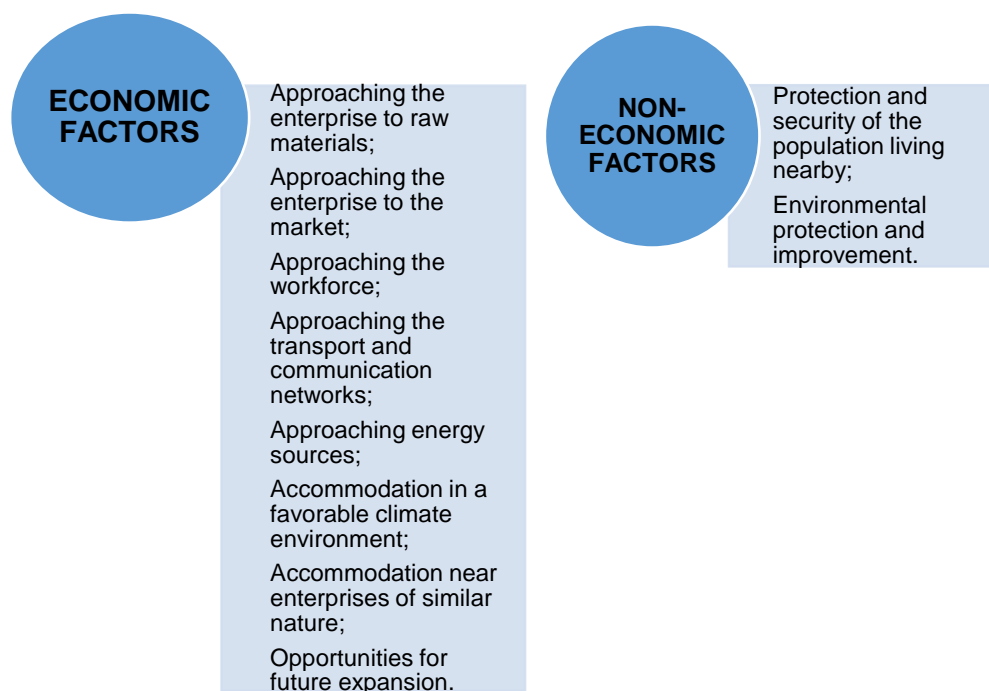 ECONOMIC
FACTORS
Approaching the
enterprise to raw
materials;
Approaching the
enterprise to the
market;
Approaching the
workforce;
Approaching the
transport and
communication
networks;
Approaching energy
sources;
Accommodation in a
favorable climate
environment;
Accommodation near
enterprises of similar
nature;
Opportunities for
future expansion.
NON-
ECONOMIC
FACTORS
Protection and
security of the
population living
nearby;
Environmental
protection and
improvement.